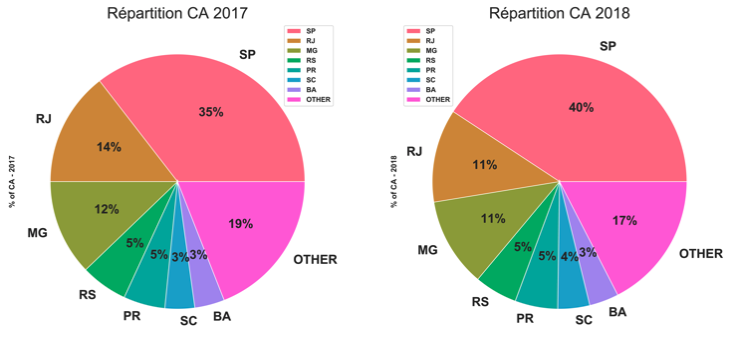 Répartition CA 2017
SP
RJ
MG
RS
PR
SC
BA
OTHER
SP
35%
RJ
14%
% of CA - 2017
12%
MG
19%
5%
5%
3%
3%
OTHER
RS
PR
SC
BA
Répartition CA 2018
SP
RJ
MG
RS
PR
SC
BA
OTHER
SP
40%
RJ
11%
% of CA - 2018
11%
17%
MG
5%
5%
4%
3%
OTHER
RS
PR
SC
BA